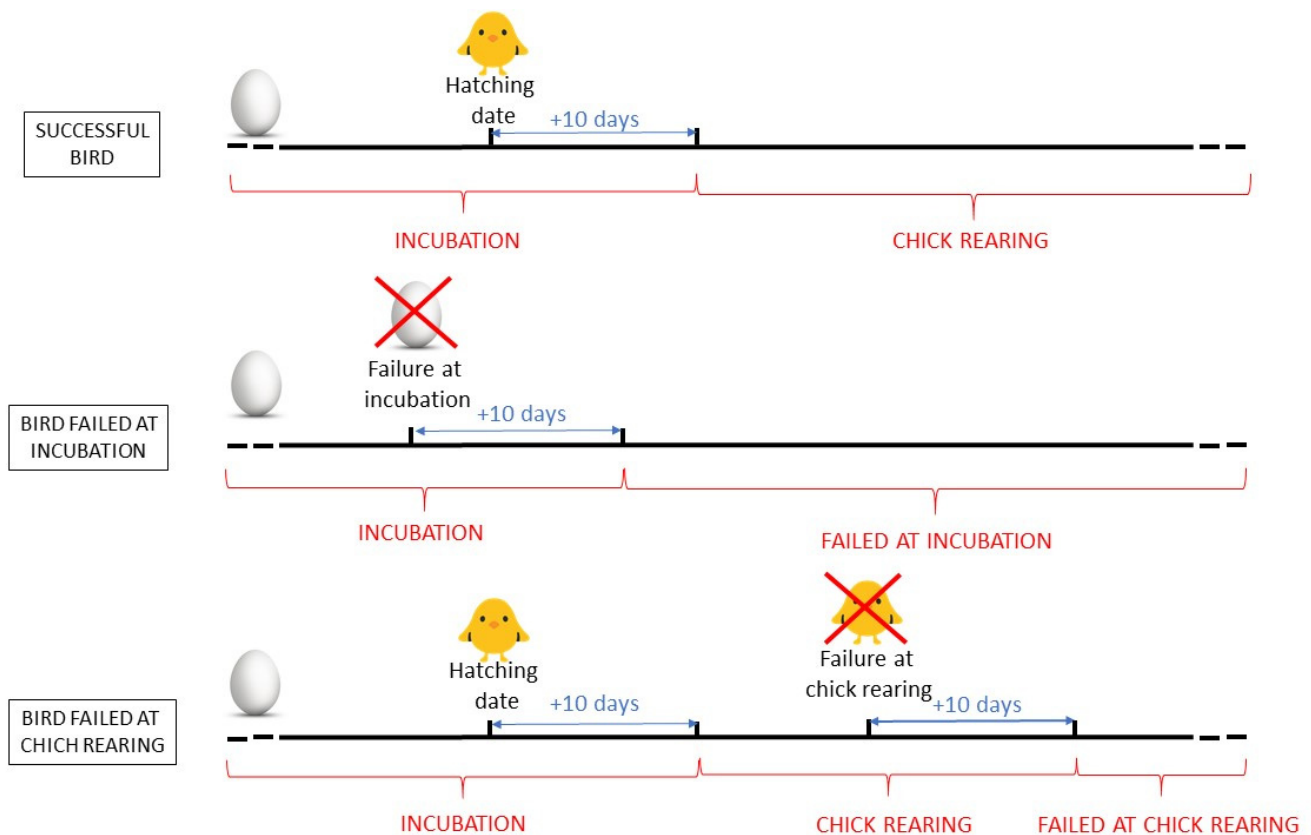 Hatching
date
+10 days
SUCCESSFUL
BIRD
INCUBATION
CHICK REARING
Failure at
incubation
+10 days
BIRD FAILED AT
INCUBATION
INCUBATION
FAILED AT INCUBATION
Hatching
date
+10 days
Failure at
chick rearing
+10 days
BIRD FAILED AT
CHICH REARING
INCUBATION
CHICK REARING
FAILED AT CHICK REARING